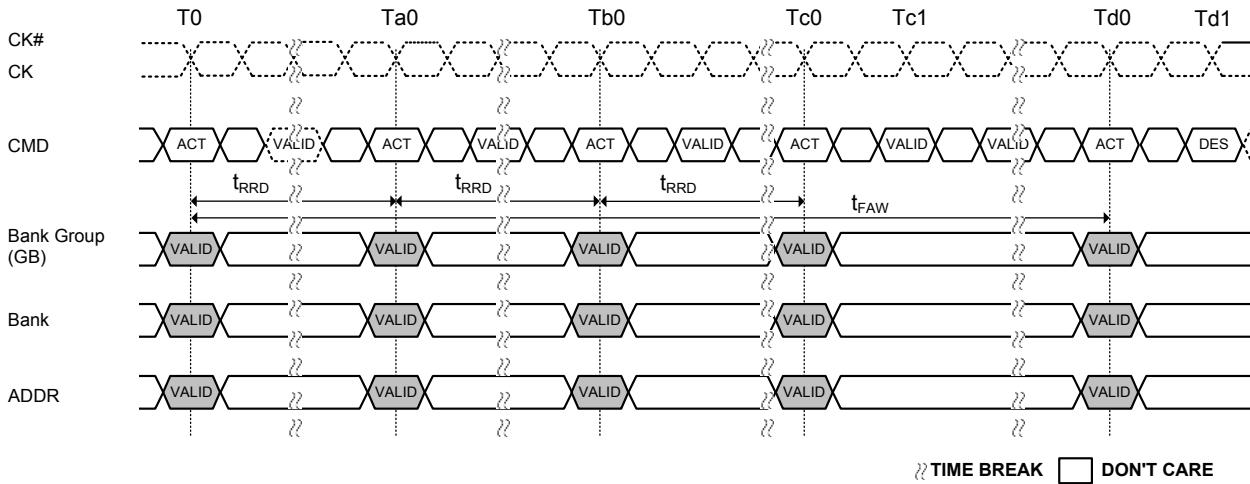 T0 Ta0 Tb0 Tc0 Tc1 Td0 Td1
CK#
CK
CMD ACT VALID ACT VALID ACT VALID ACT VALID VALID ACT DES
tRRD tRRD tRRD
tFAW
Bank Group
(GB)
VALID VALID VALID VALID VALID
Bank VALID VALID VALID VALID VALID
ADDR VALID VALID VALID VALID VALID
TIME BREAK DON'T CARE